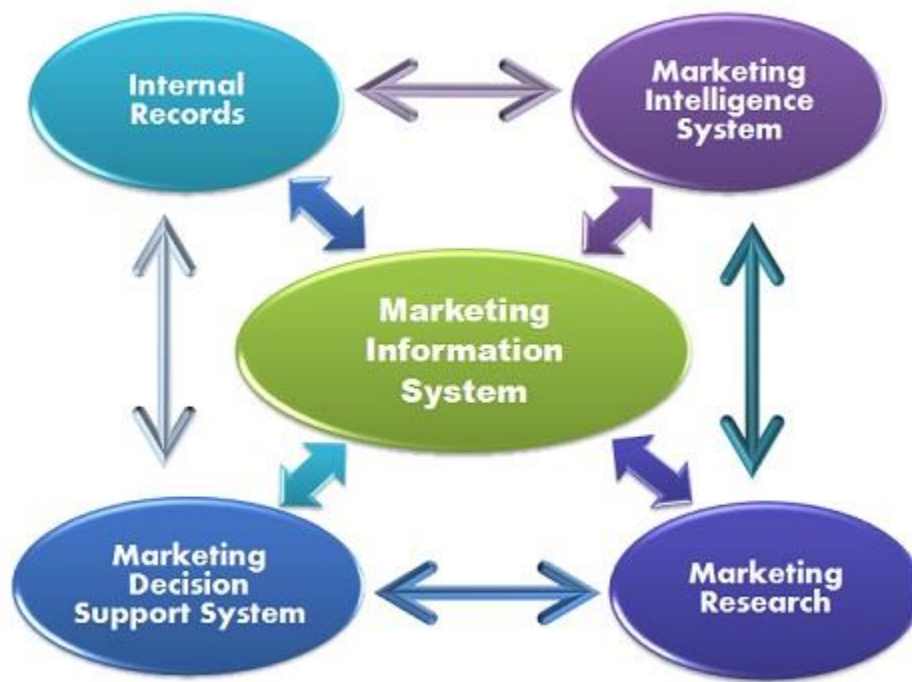 Internal
Records
Marketing
Intelligence
System
Marketing
Information
System
Marketing
Decision
Support System
Marketing
Research